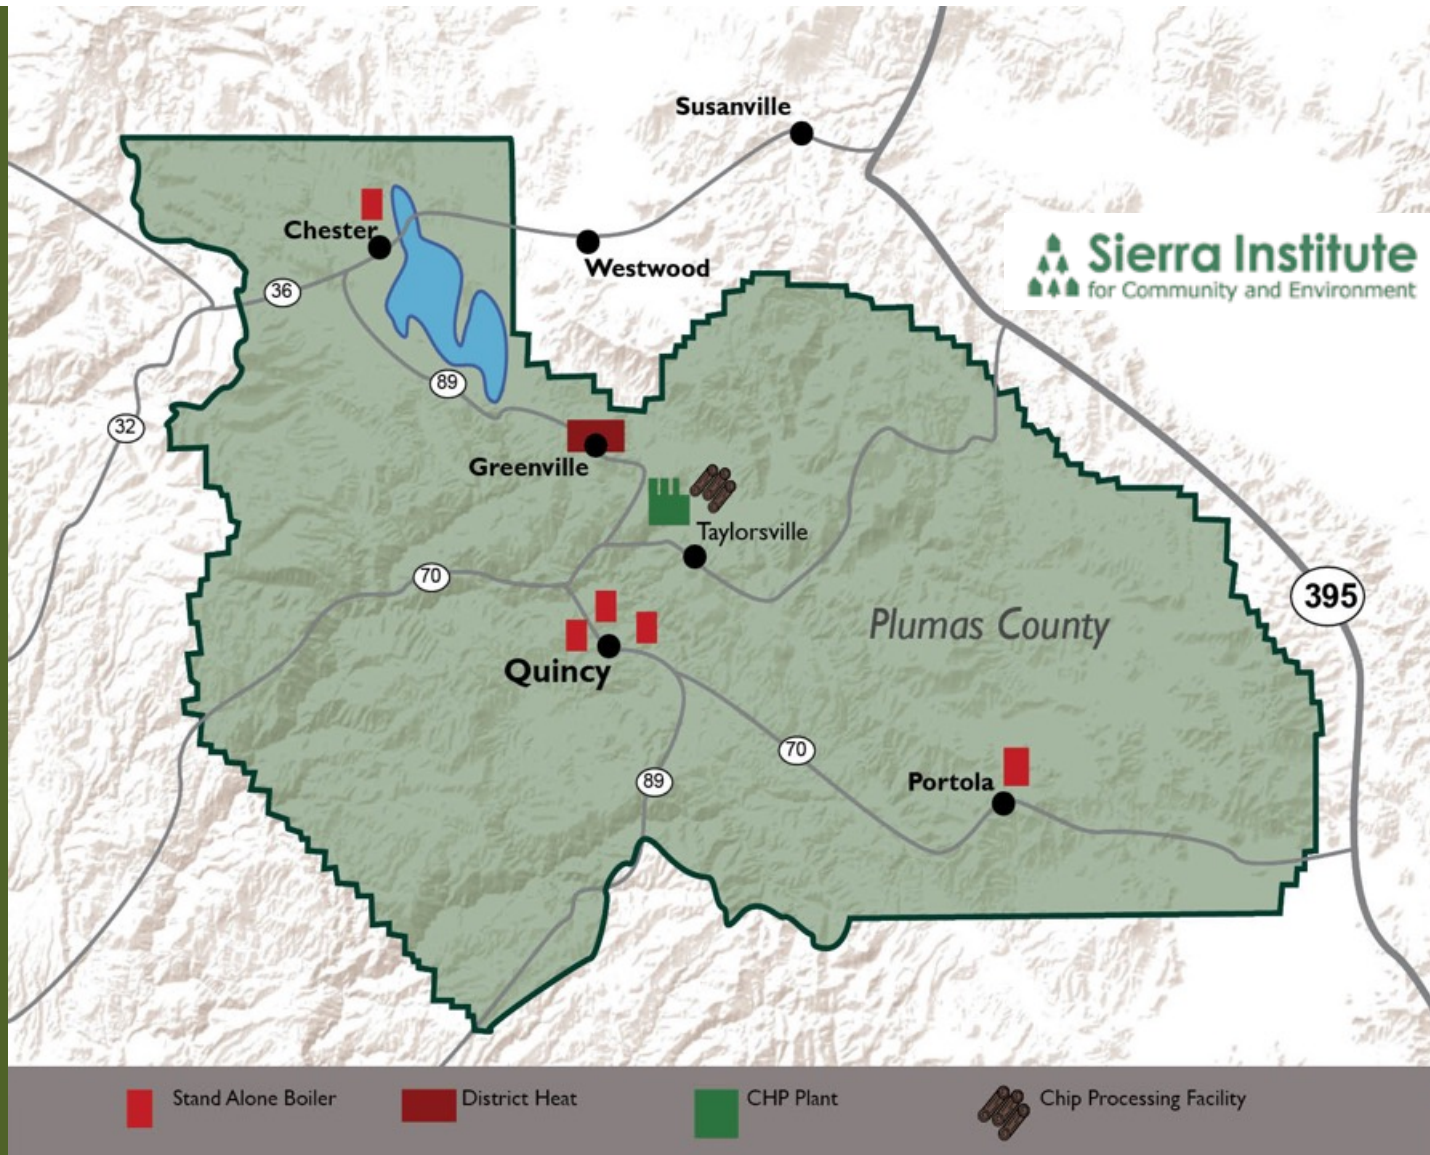 Susanville
Chester
Westwood
Sierra Institute
for Community and Environment
36
89
32
Greenville
Taylorsville
70
395
Plumas County
Quincy
70
89
Portola
Stand Alone Boiler
District Heat
CHP Plant
Chip Processing Facility